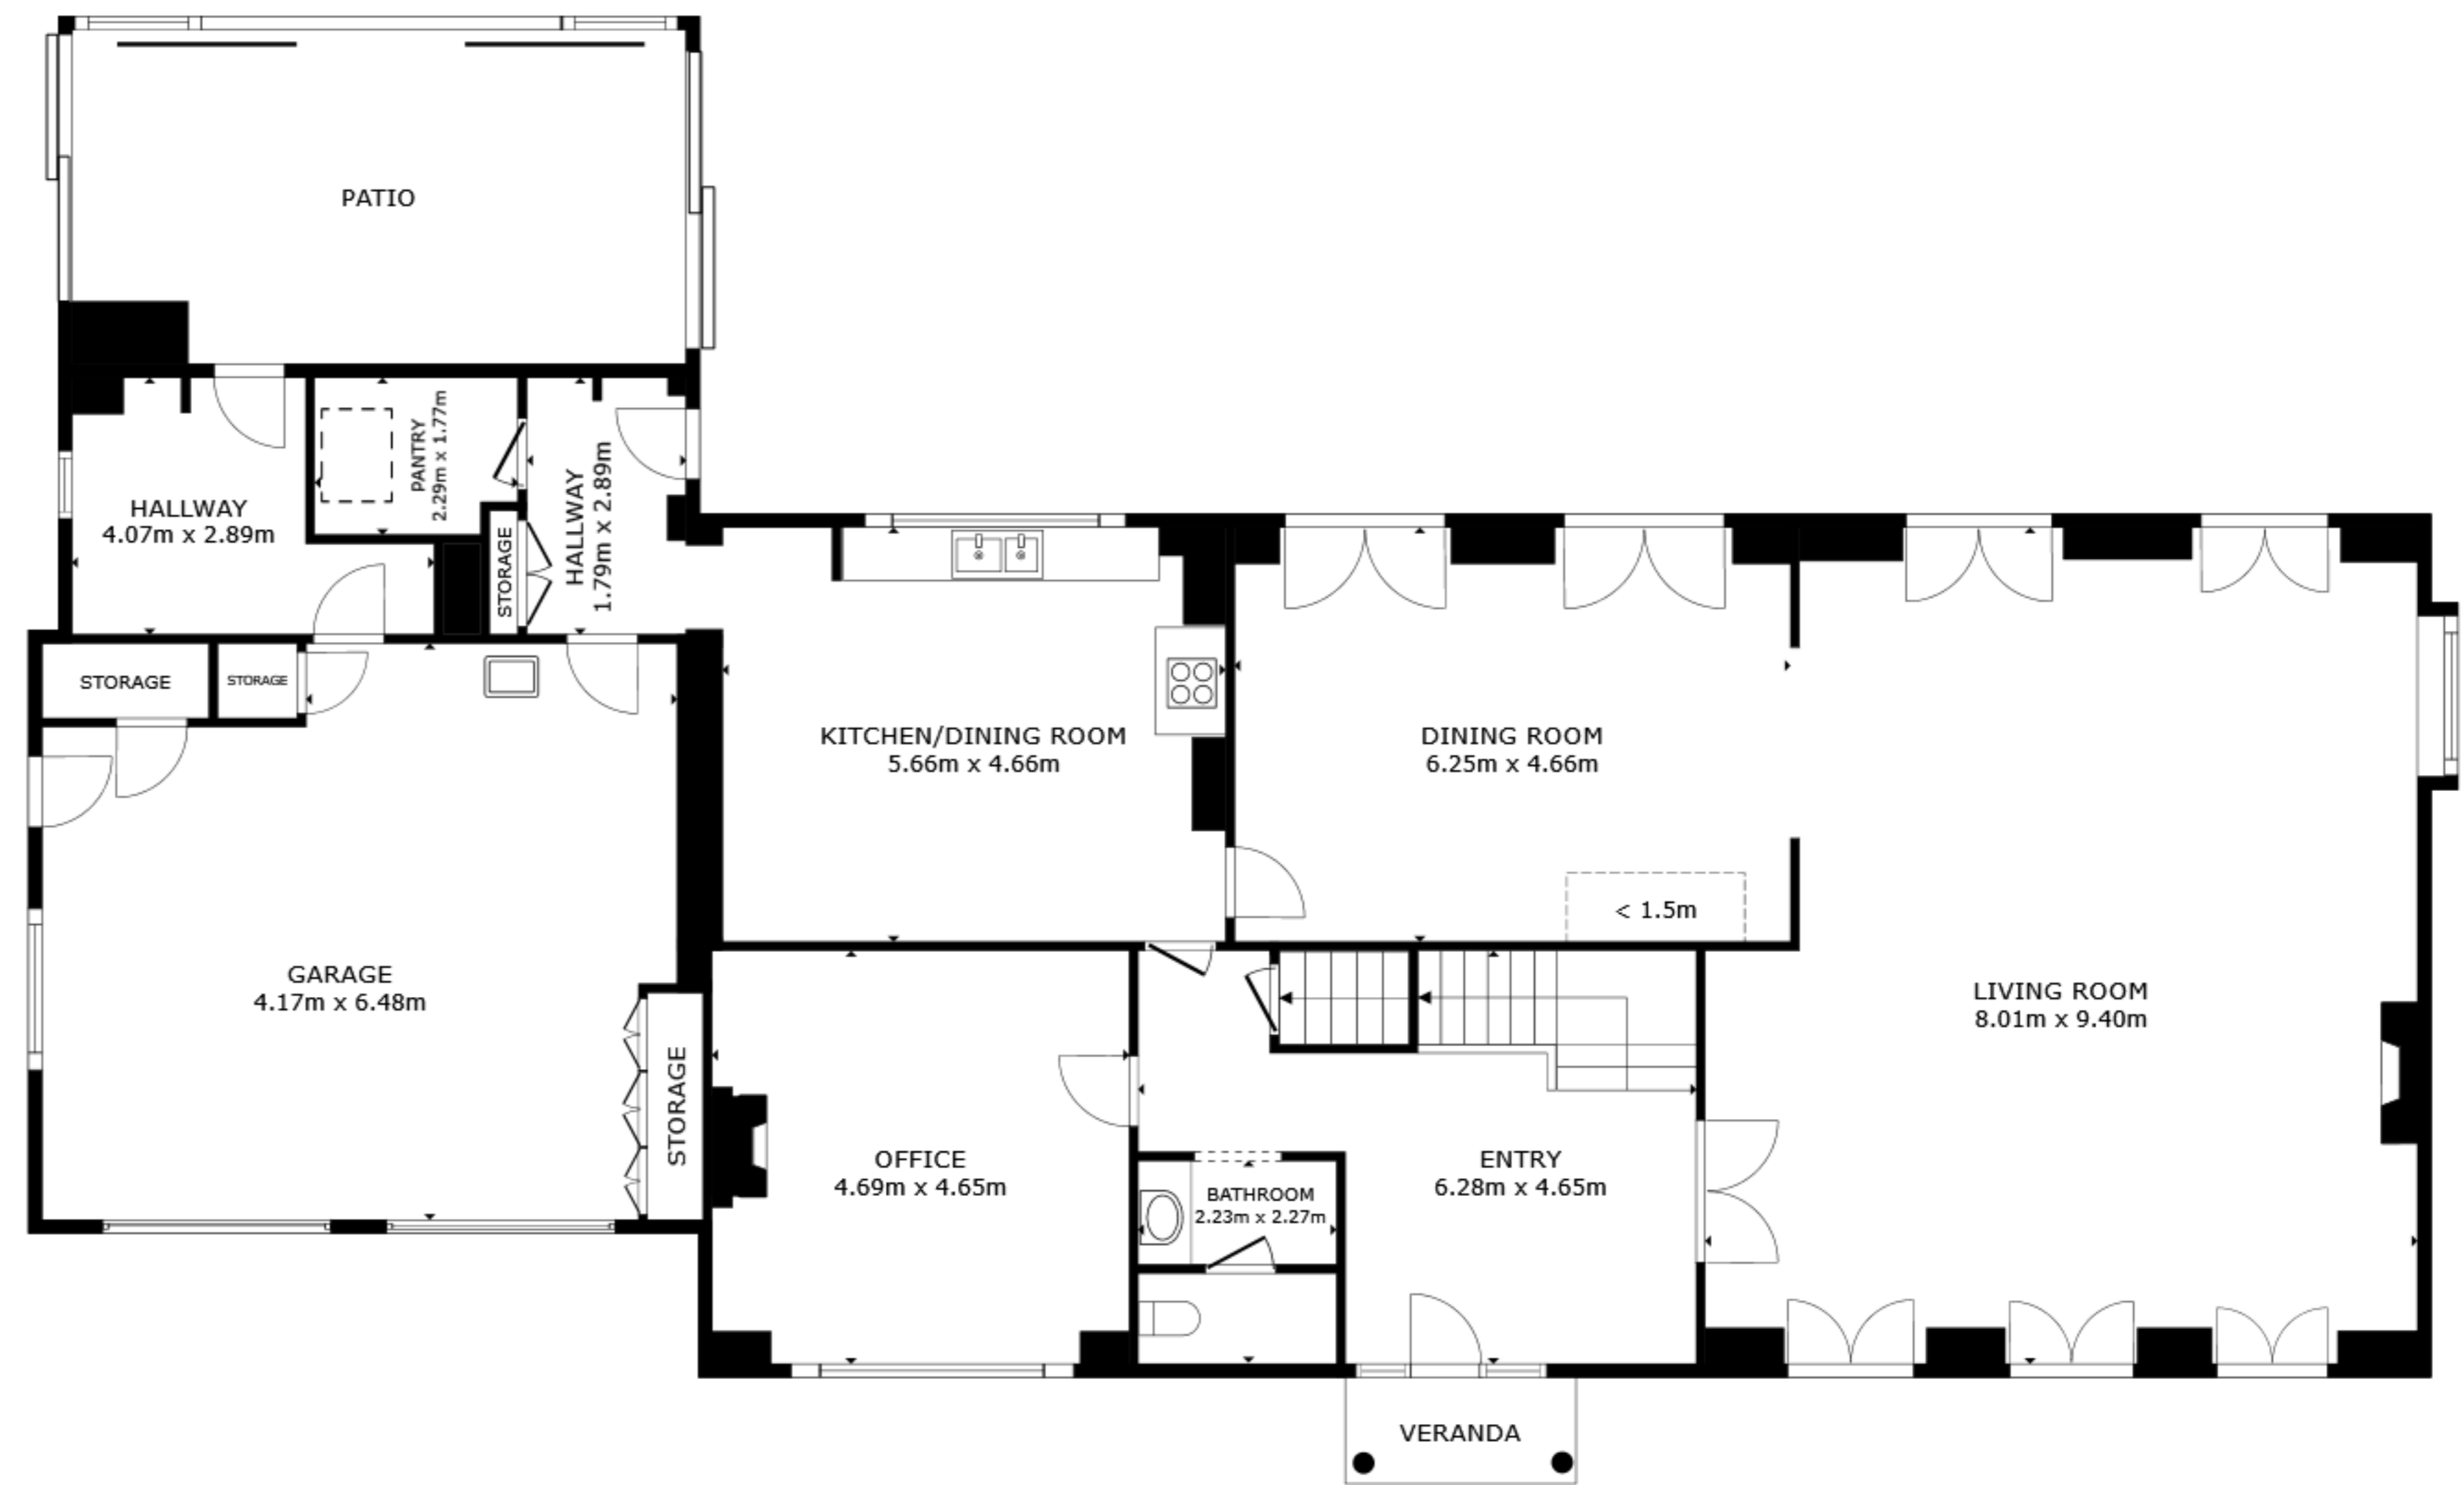 PATIO
PANTRY
2.29m x 1.77m
HALLWAY
4.07m x 2.89m
STORAGE
HALLWAY
1.79m x 2.89m
STORAGE
STORAGE
KITCHEN/DINING ROOM
5.66m x 4.66m
DINING ROOM
6.25m x 4.66m
< 1.5m
GARAGE
4.17m x 6.48m
LIVING ROOM
8.01m x 9.40m
STORAGE
OFFICE
4.69m x 4.65m
BATHROOM
2.23m x 2.27m
ENTRY
6.28m x 4.65m
VERANDA